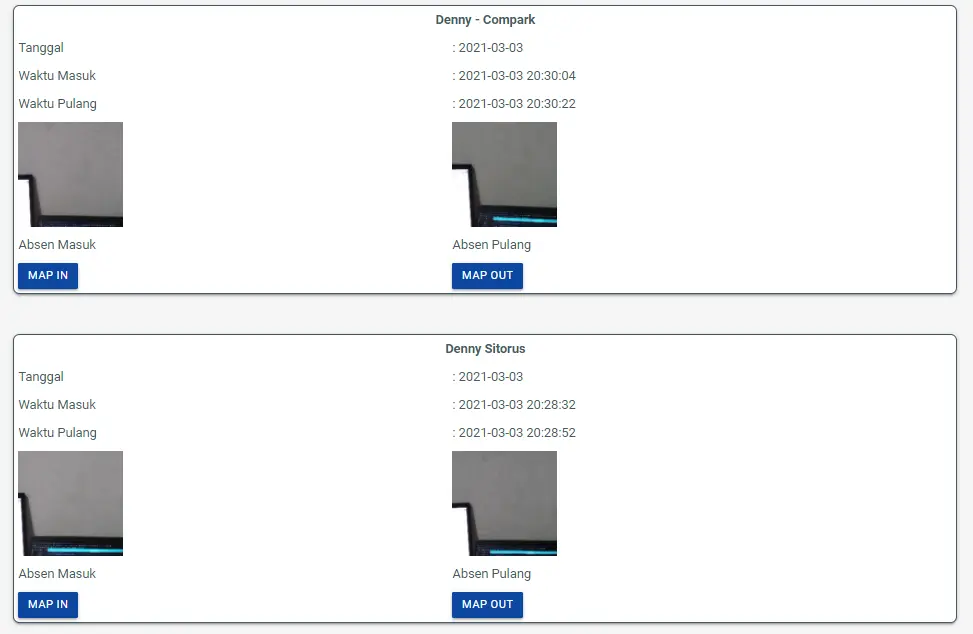 Denny - Compark
Tanggal : 2021-03-03
Waktu Masuk : 2021-03-03 20:30:04
Waktu Pulang : 2021-03-03 20:30:22
Absen Masuk Absen Pulang
MAP IN MAP OUT
Denny Sitorus
Tanggal : 2021-03-03
Waktu Masuk : 2021-03-03 20:28:32
Waktu Pulang : 2021-03-03 20:28:52
Absen Masuk Absen Pulang
MAP IN MAP OUT